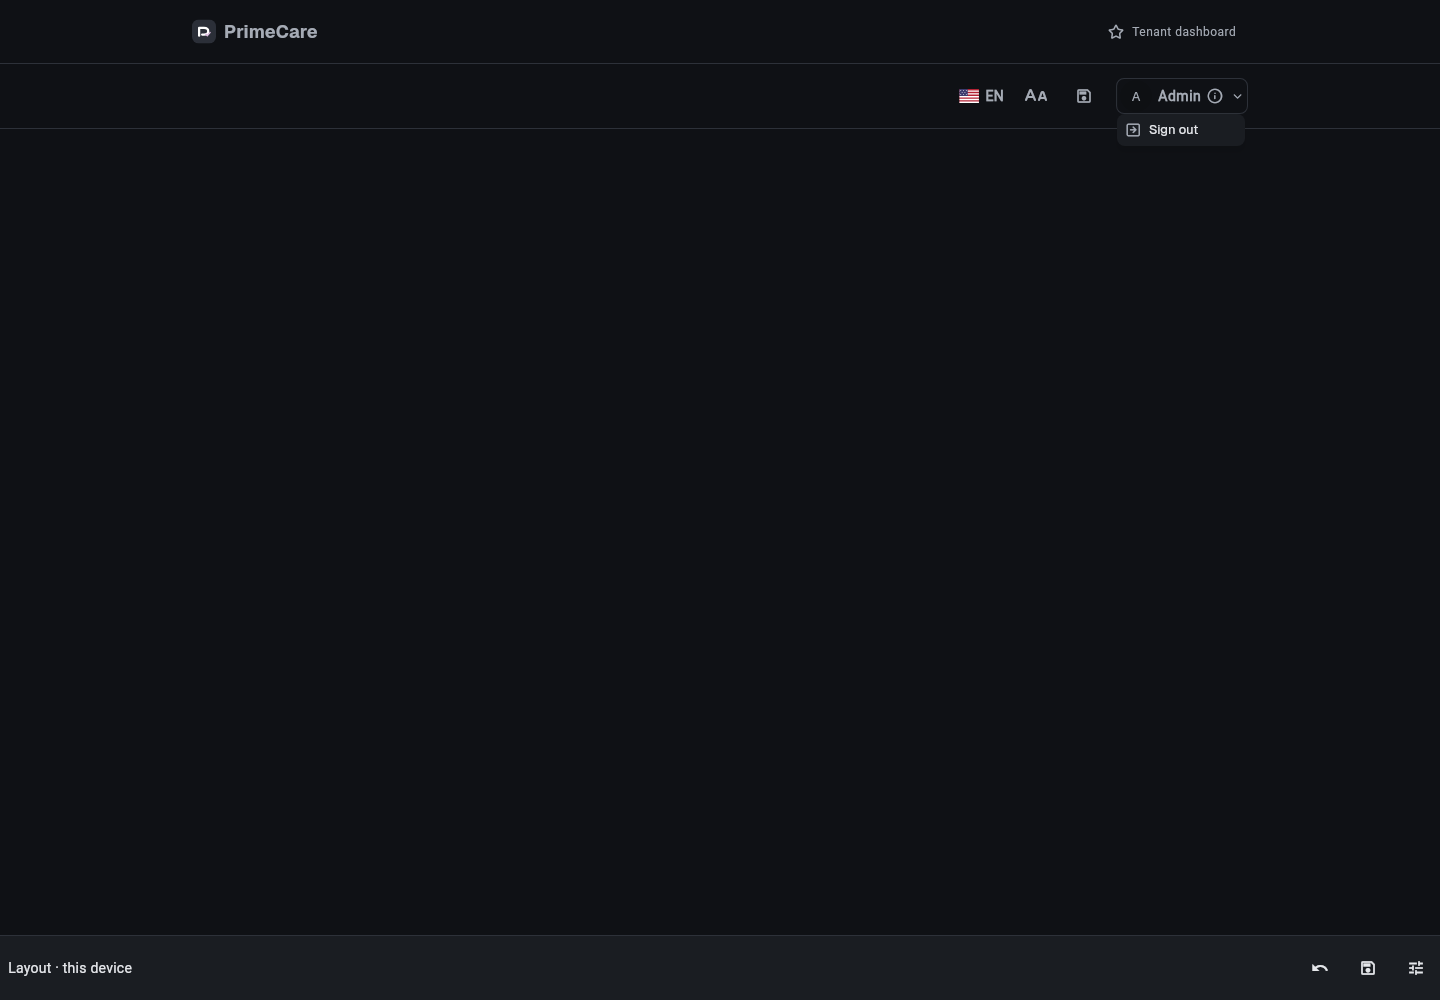 PrimeCare
Tenant dashboard
EN
AA
A Admin
Sign out
Layout · this device